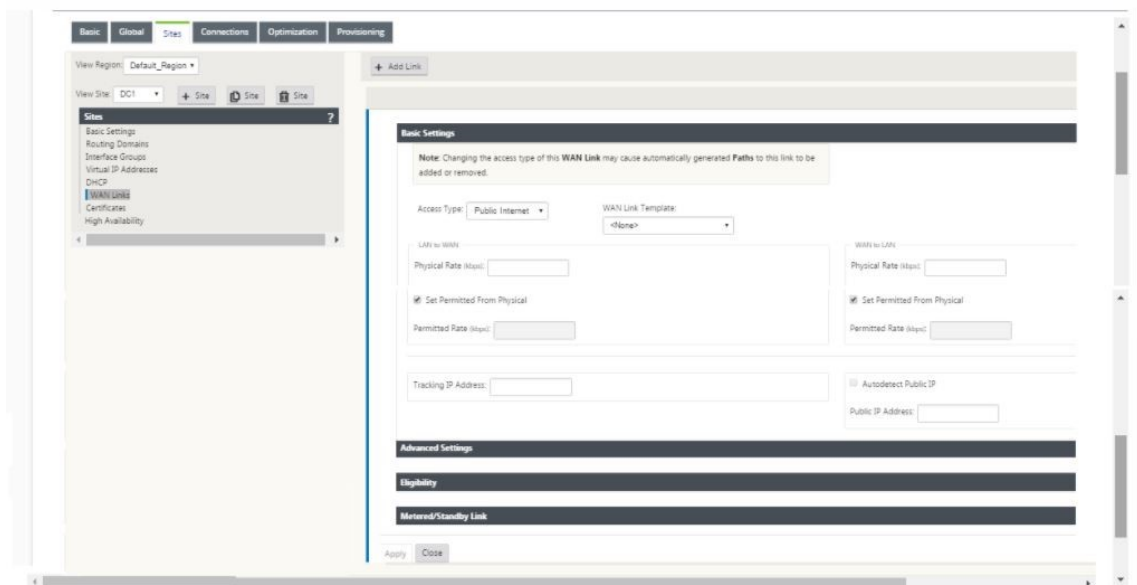 Basic Global Sites Connections Optimization Provisioning
View Region: Default_Region
+ Add Link
View Site: DC1 + Site Site Site
Sites ?
Basic Settings
Routing Domains
Interface Groups
Virtual IP Addresses
DHCP
WAN Links
Certificates
High Availability
Basic Settings
Note: Changing the access type of this WAN Link may cause automatically generated Paths to this link to be
added or removed.
Access Type: Public Internet WAN Link Template:
<None>
LAN to WAN WAN to LAN
Physical Rate (kbps): Physical Rate (kbps):
Set Permitted From Physical Set Permitted From Physical
Permitted Rate (kbps): Permitted Rate (kbps):
Tracking IP Address: Autodetect Public IP
Public IP Address:
Advanced Settings
Eligibility
Metered/Standby Link
Apply Close